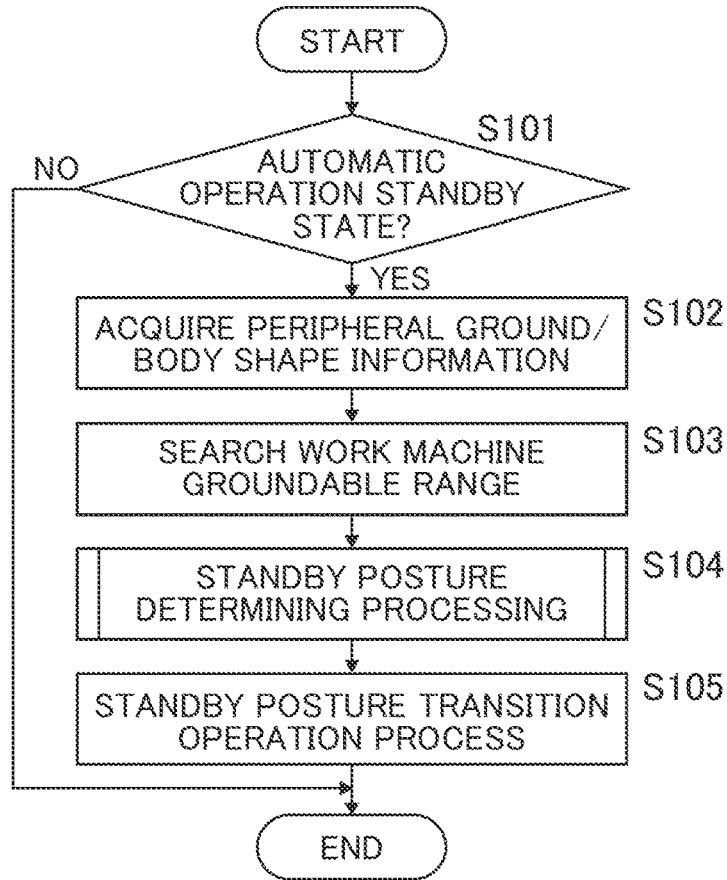 START
S101
NO
AUTOMATIC
OPERATION STANDBY
STATE?
YES
S102
ACQUIRE PERIPHERAL GROUND/
BODY SHAPE INFORMATION
S103
SEARCH WORK MACHINE
GROUNDABLE RANGE
S104
STANDBY POSTURE
DETERMINING PROCESSING
S105
STANDBY POSTURE TRANSITION
OPERATION PROCESS
END